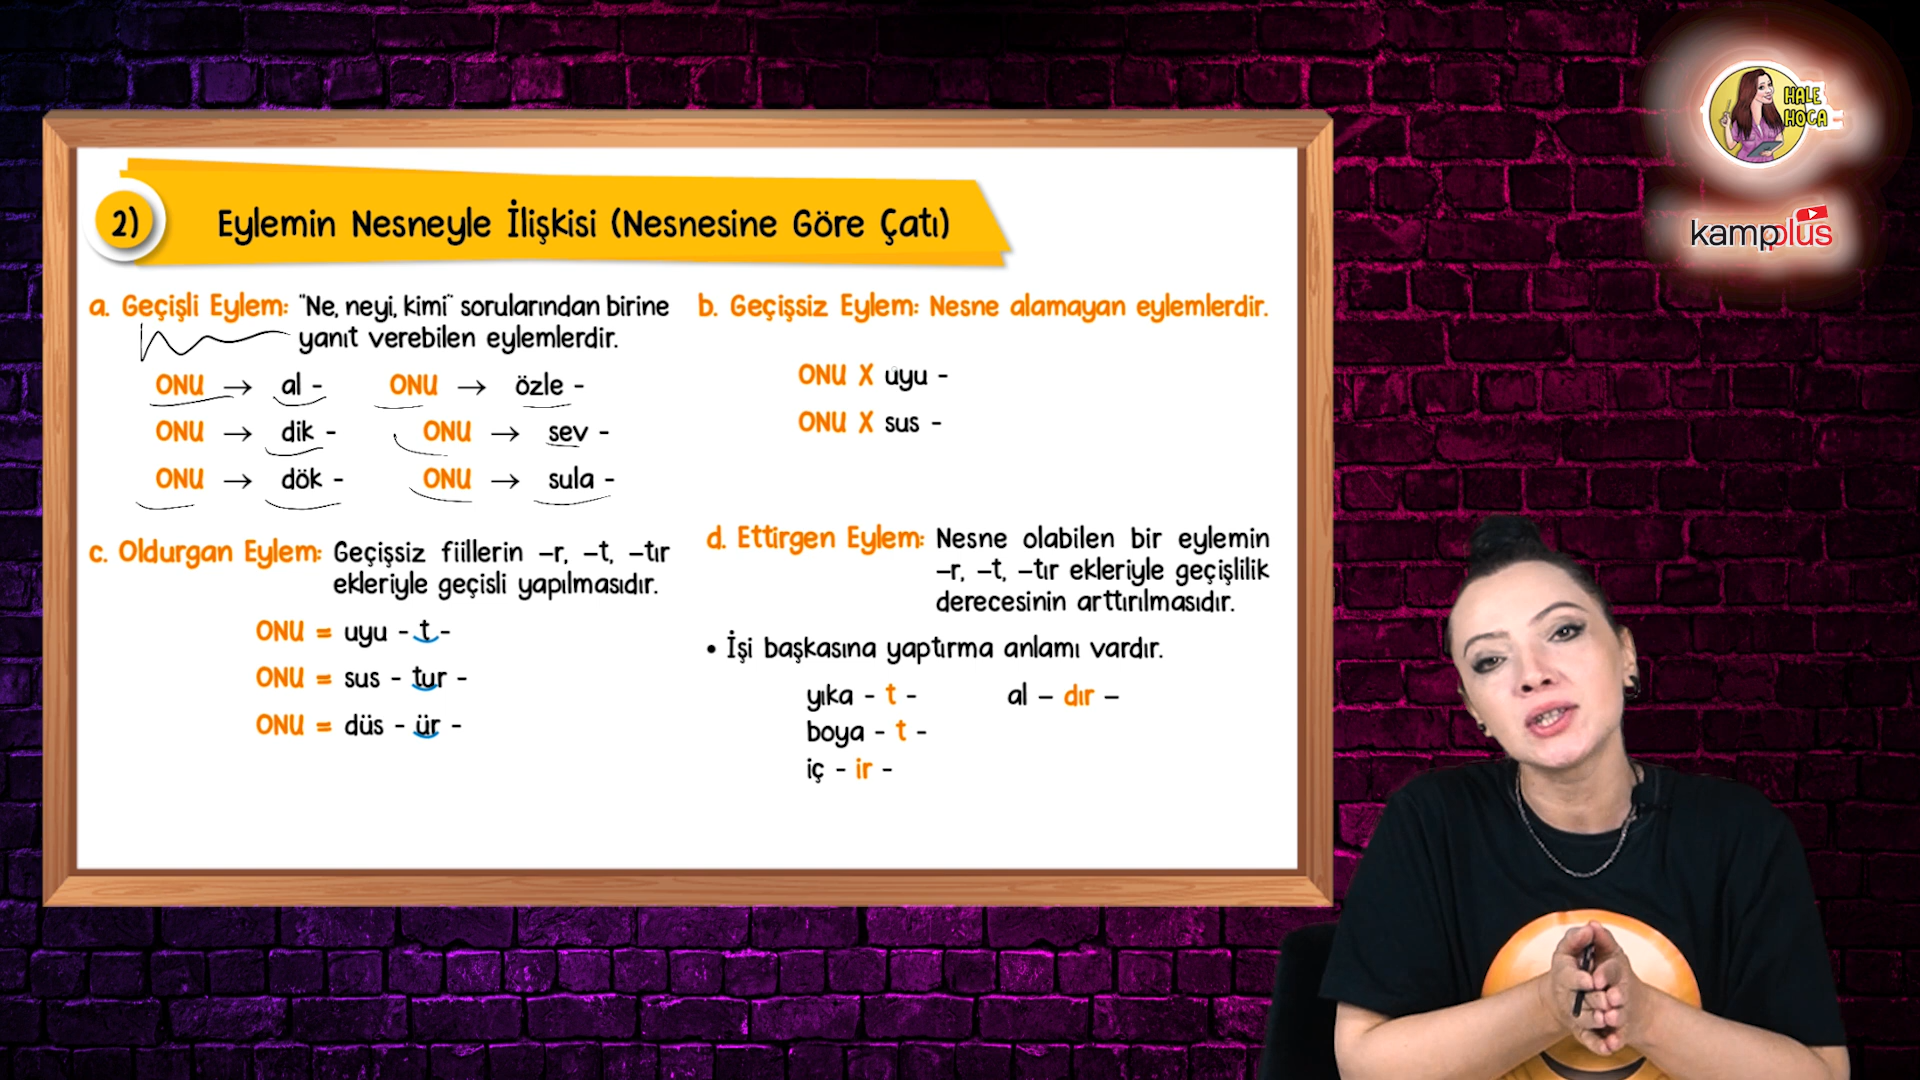 2) Eylemin Nesneyle İlişkisi (Nesnesine Göre Çatı)
a. Geçişli Eylem: "Ne, neyi, kimi" sorularından birine
yanıt verebilen eylemlerdir.
ONU → al - ONU → özle -
ONU → dik - ONU → sev -
ONU → dök - ONU → sula -
b. Geçişsiz Eylem: Nesne alamayan eylemlerdir.
ONU X uyu -
ONU X sus -
c. Oldurgan Eylem: Geçişsiz fiillerin –r, –t, –tır
ekleriyle geçisli yapılmasıdır.
ONU = uyu - t -
ONU = sus - tur -
ONU = düs - ür -
d. Ettirgen Eylem: Nesne olabilen bir eylemin
–r, –t, –tır ekleriyle geçişlilik
derecesinin arttırılmasıdır.
• İşi başkasına yaptırma anlamı vardır.
yıka - t - al – dır –
boya - t -
iç - ir -
HALE
HOCA
kampplus